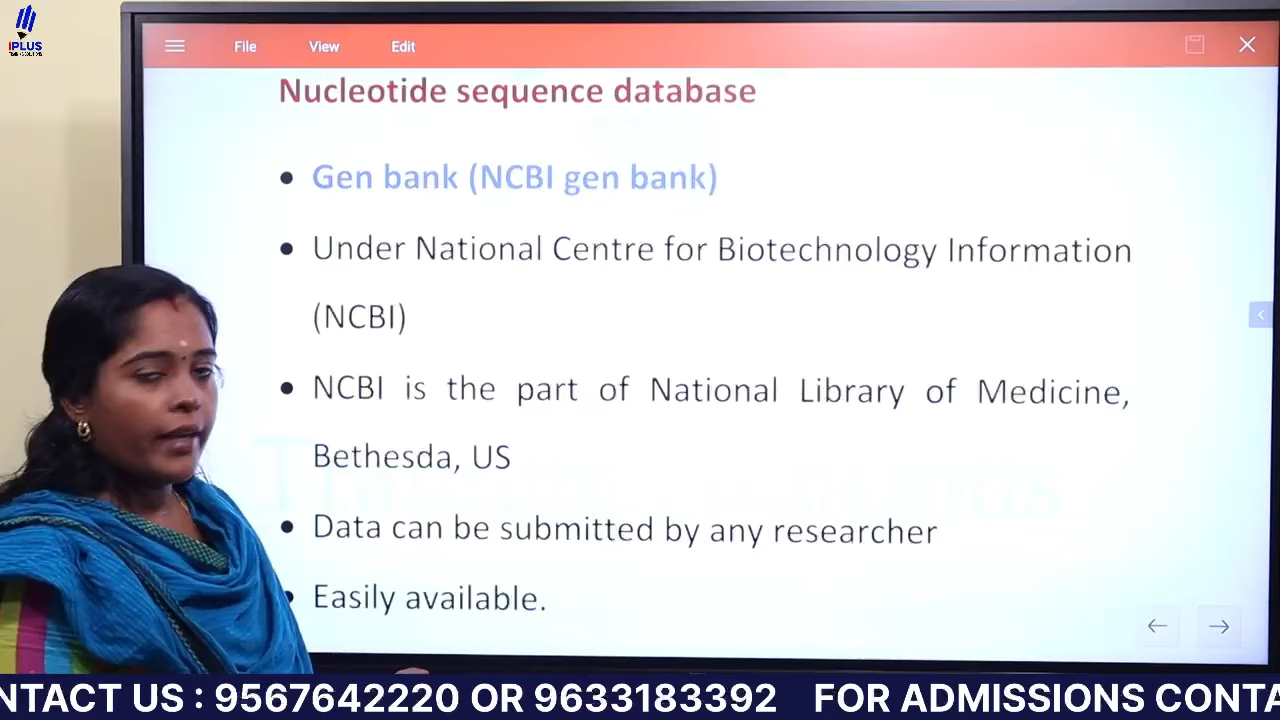 IPLUS
File View Edit
Nucleotide sequence database
• Gen bank (NCBI gen bank)
• Under National Centre for Biotechnology Information
(NCBI)
• NCBI is the part of National Library of Medicine,
Bethesda, US
• Data can be submitted by any researcher
• Easily available.
NTACT US : 9567642220 OR 9633183392 FOR ADMISSIONS CONTA